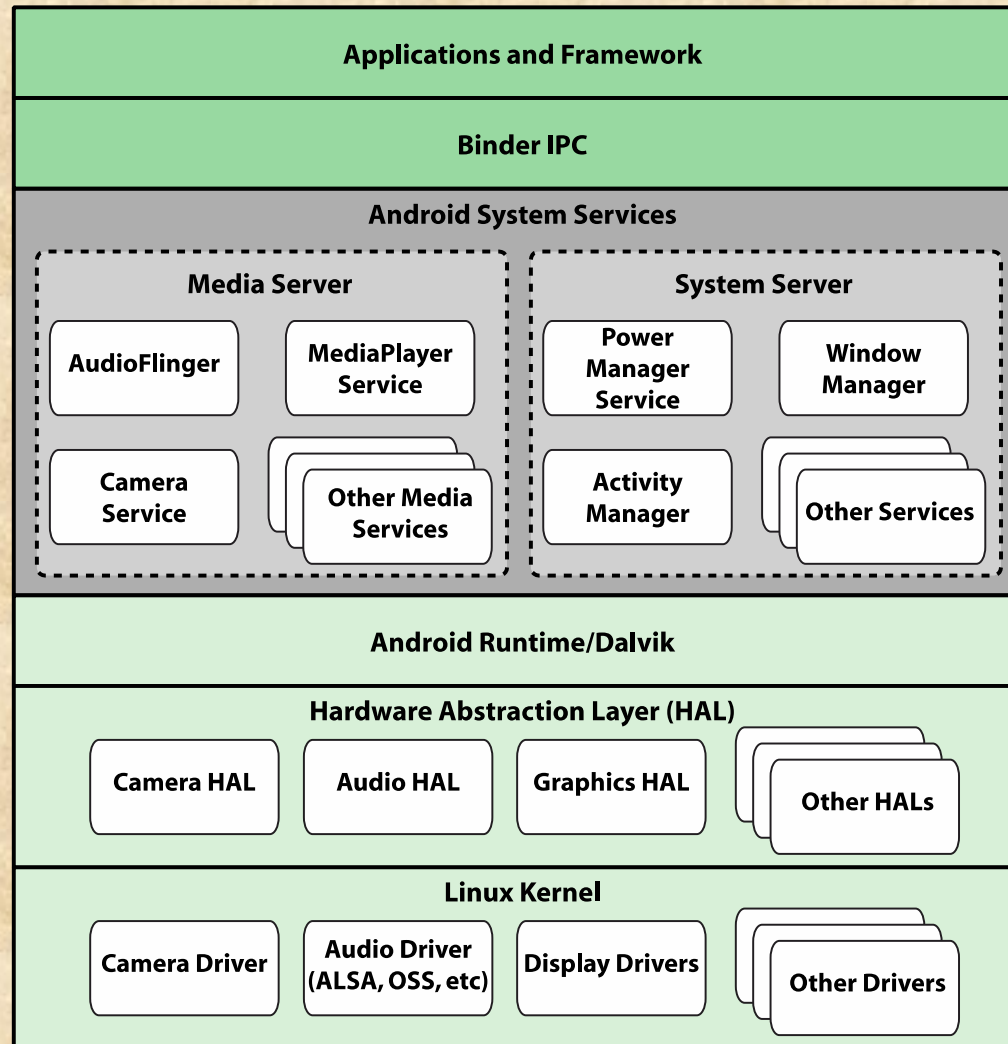 Applications and Framework
Binder IPC
Android System Services
Media Server
AudioFlinger
MediaPlayer
Service
Camera
Service
Other Media
Services
System Server
Power
Manager
Service
Window
Manager
Activity
Manager
Other Services
Android Runtime/Dalvik
Hardware Abstraction Layer (HAL)
Camera HAL
Audio HAL
Graphics HAL
Other HALs
Linux Kernel
Camera Driver
Audio Driver
(ALSA, OSS, etc)
Display Drivers
Other Drivers